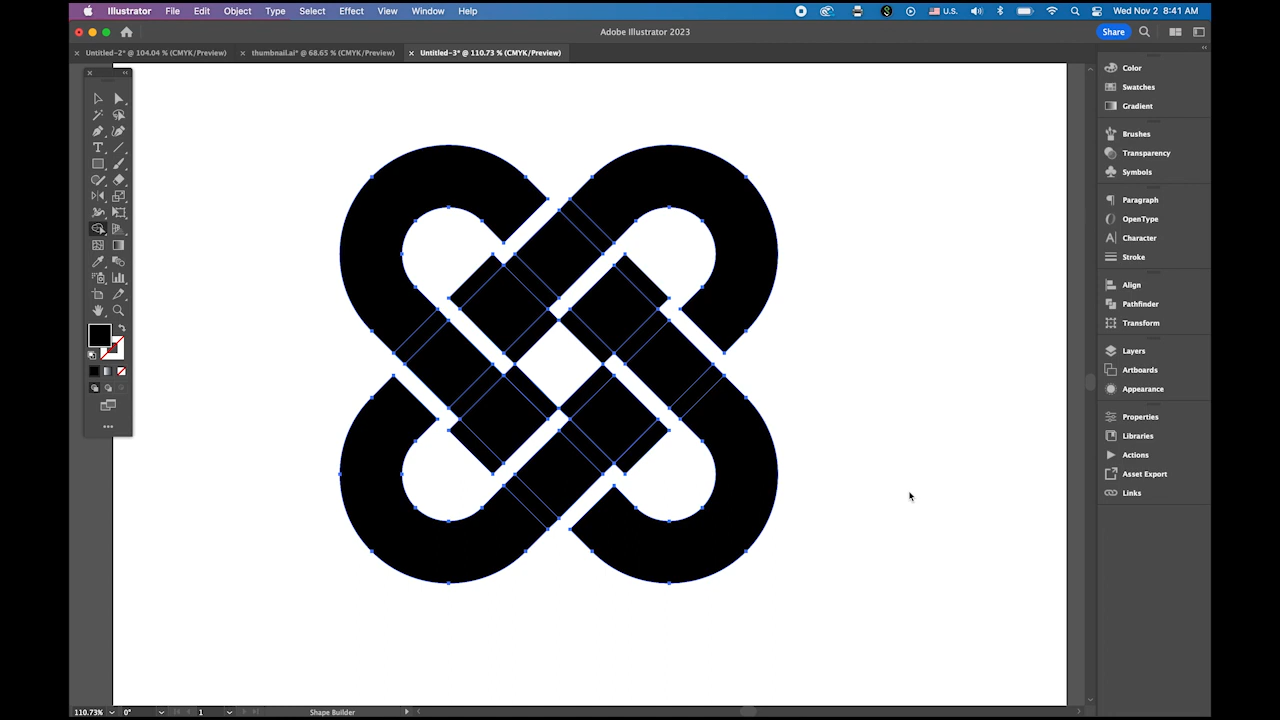 Illustrator File Edit Object Type Select Effect View Window Help U.S. Wed Nov 2 8:41 AM
Adobe Illustrator 2023 Share
Untitled-2* @ 104.04 % (CMYK/Preview) thumbnail.ai* @ 68.65 % (CMYK/Preview) Untitled-3* @ 110.73 % (CMYK/Preview)
Color
Swatches
Gradient
Brushes
Transparency
Symbols
Paragraph
OpenType
Character
Stroke
Align
Pathfinder
Transform
Layers
Artboards
Appearance
Properties
Libraries
Actions
Asset Export
Links
110.73% 0° 1 Shape Builder